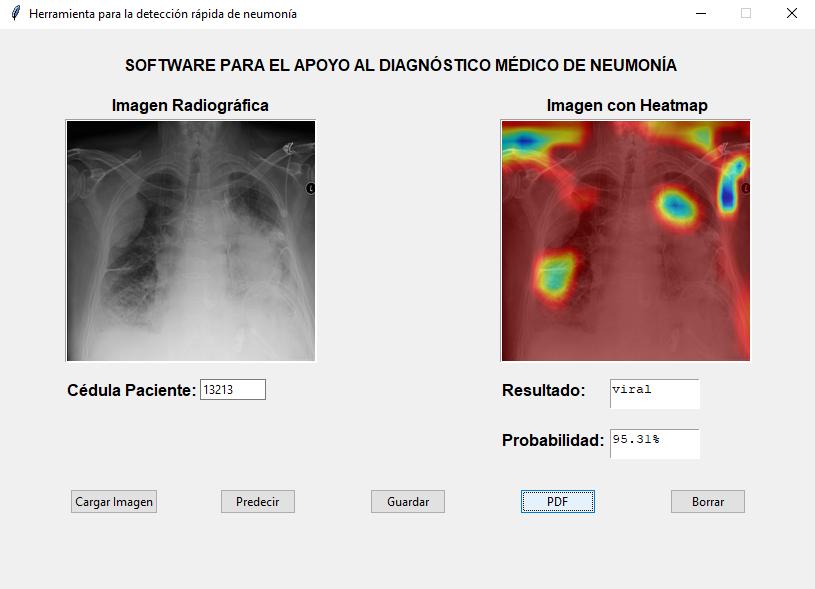 Herramienta para la detección rápida de neumonía
SOFTWARE PARA EL APOYO AL DIAGNÓSTICO MÉDICO DE NEUMONÍA
Imagen Radiográfica
Imagen con Heatmap
L
Cédula Paciente: 13213
Resultado: viral
Probabilidad: 95.31%
Cargar Imagen
Predecir
Guardar
PDF
Borrar